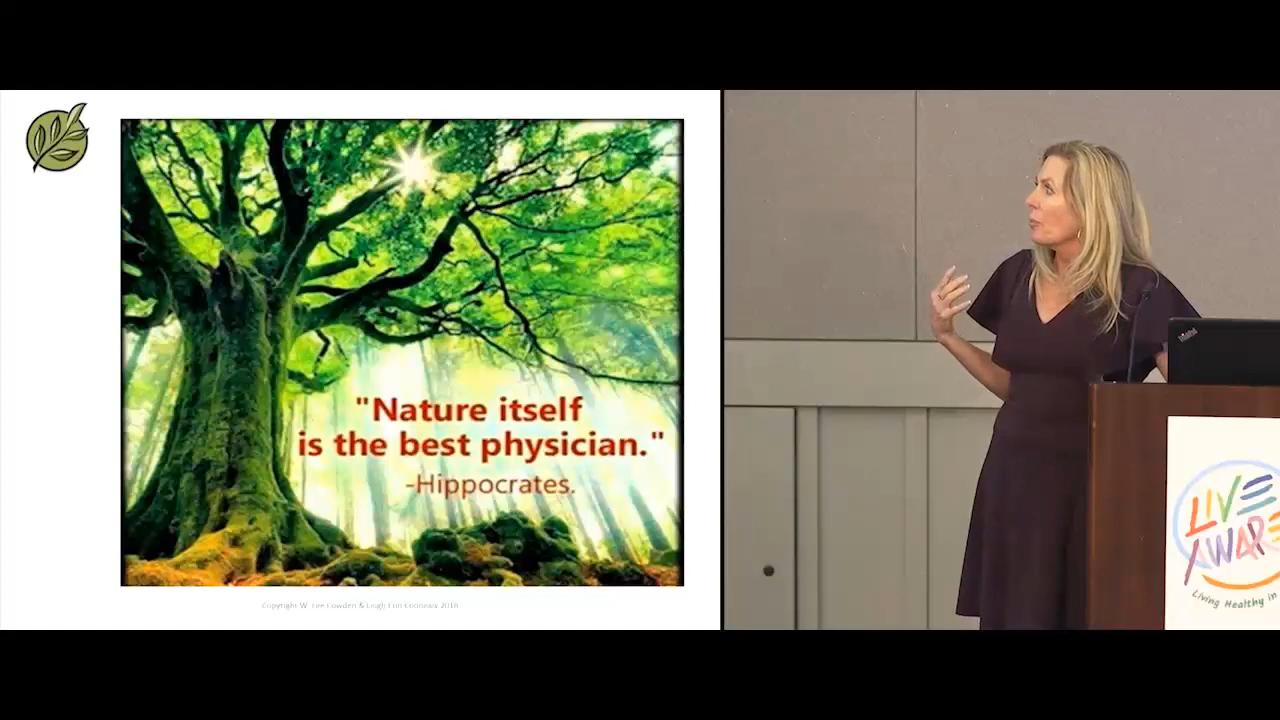 "Nature itself
is the best physician."
-Hippocrates.
Copyright W. Lee Cowden & Leigh Erin Connealy 2018
LIVE
AWARE
Living Healthy in